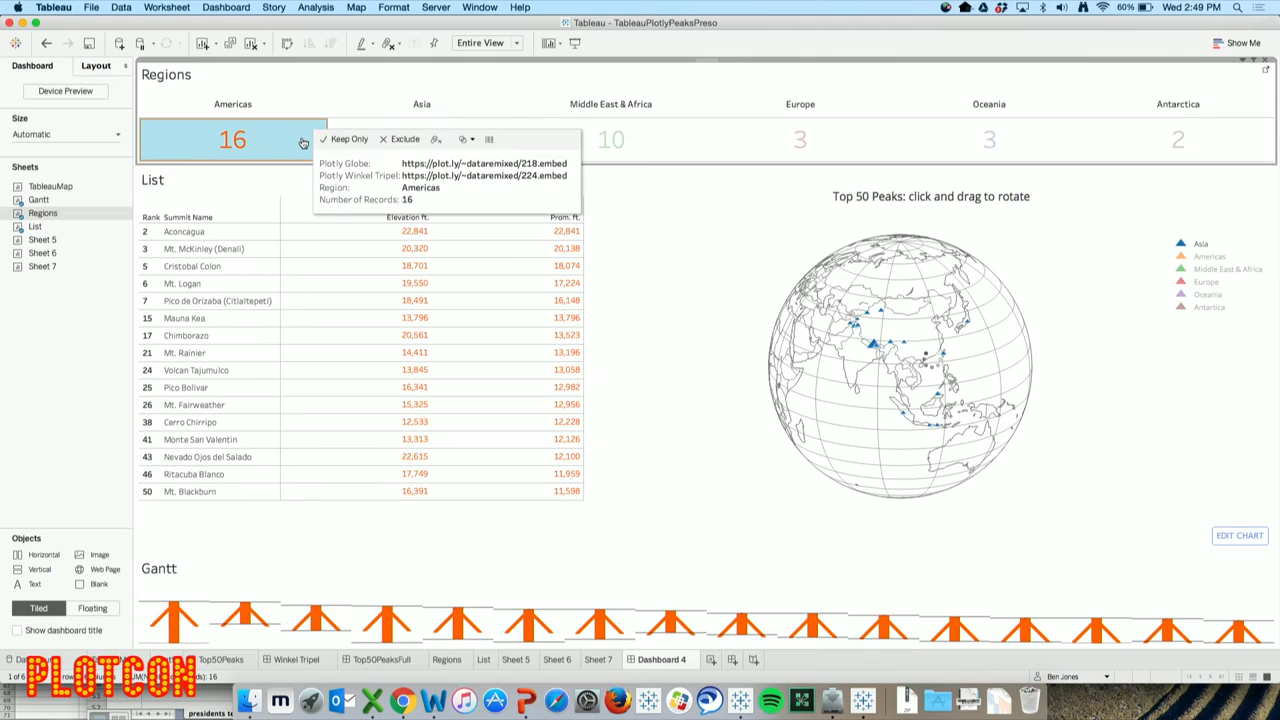 Tableau File Data Worksheet Dashboard Story Analysis Map Format Server Window Help 60% Wed 2:49 PM
Tableau - TableauPlotlyPeaksPreso
Entire View Show Me
Dashboard Layout
Device Preview
Size
Automatic
Sheets
TableauMap
Gantt
Regions
List
Sheet 5
Sheet 6
Sheet 7
Objects
Horizontal Image
Vertical Web Page
A Text Blank
Tiled Floating
Show dashboard title
Regions
Americas Asia Middle East & Africa Europe Oceania Antarctica
16 10 3 3 2
Keep Only Exclude
Plotly Globe: https://plot.ly/~dataremixed/218.embed
Plotly Winkel Tripel: https://plot.ly/~dataremixed/224.embed
Region: Americas
Number of Records: 16
List
Rank Summit Name Elevation ft. Prom. ft.
2 Aconcagua 22,841 22,841
3 Mt. McKinley (Denali) 20,320 20,138
5 Cristobal Colon 18,701 18,074
6 Mt. Logan 19,550 17,224
7 Pico de Orizaba (Citlaltepetl) 18,491 16,148
15 Mauna Kea 13,796 13,796
17 Chimborazo 20,561 13,523
21 Mt. Rainier 14,411 13,196
24 Volcan Tajumulco 13,845 13,058
25 Pico Bolivar 16,341 12,982
26 Mt. Fairweather 15,325 12,956
38 Cerro Chirripo 12,533 12,228
41 Monte San Valentin 13,313 12,126
43 Nevado Ojos del Salado 22,615 12,100
46 Ritacuba Blanco 17,749 11,959
50 Mt. Blackburn 16,391 11,598
Top 50 Peaks: click and drag to rotate
Asia
Americas
Middle East & Africa
Europe
Oceania
Antartica
EDIT CHART
Gantt
Top50Peaks Winkel Tripel Top50PeaksFull Regions List Sheet 5 Sheet 6 Sheet 7 Dashboard 4
1 of 6 16 Ben Jones
PLOTCON
presidents